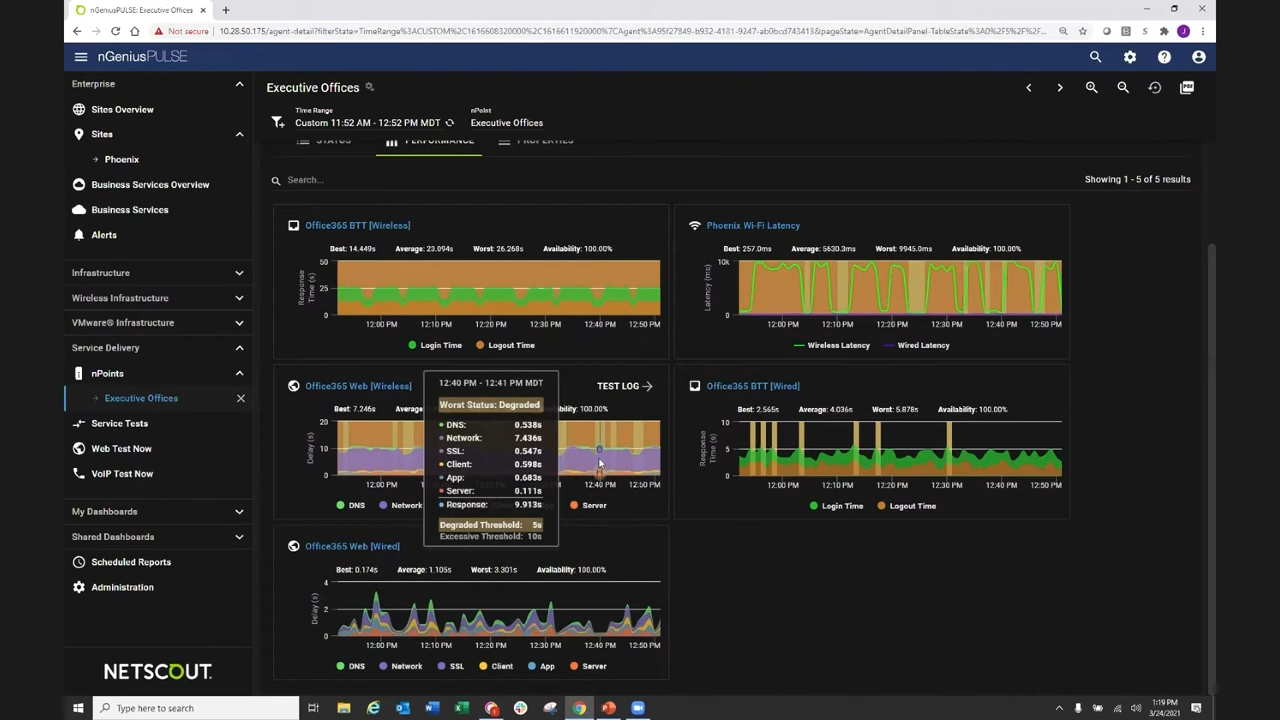 nGeniusPULSE: Executive Offices
Not secure
10.28.50.175/agent-detail?filterState=TimeRange%3ACUSTOM%2C1616608320000%2C1616611920000%7CAgent%3A95f27849-b932-4181-9247-ab0bcd743a16%2C&pageState=AgentDetailPanel-TableState%3A0%2F5%2F%2F...
nGeniusPULSE
Enterprise
Sites Overview
Sites
Phoenix
Business Services Overview
Business Services
Alerts
Infrastructure
Wireless Infrastructure
VMware® Infrastructure
Service Delivery
nPoints
Executive Offices
Service Tests
Web Test Now
VoIP Test Now
My Dashboards
Shared Dashboards
Scheduled Reports
Administration
NETSCOUT.
Executive Offices
Time Range
Custom 11:52 AM - 12:52 PM MDT
nPoint
Executive Offices
STATUS
PERFORMANCE
PROPERTIES
Search...
Showing 1 - 5 of 5 results
Office365 BTT [Wireless]
Best: 14.449s Average: 23.094s Worst: 26.268s Availability: 100.00%
Response Time (s)
50
25
0
12:00 PM 12:10 PM 12:20 PM 12:30 PM 12:40 PM 12:50 PM
Login Time Logout Time
Phoenix Wi-Fi Latency
Best: 257.0ms Average: 5630.3ms Worst: 9945.0ms Availability: 100.00%
Latency (ms)
10k
0
12:00 PM 12:10 PM 12:20 PM 12:30 PM 12:40 PM 12:50 PM
Wireless Latency Wired Latency
Office365 Web [Wireless]
TEST LOG
Best: 7.246s
100.00%
Delay (s)
20
10
0
12:00 PM
12:40 PM 12:50 PM
DNS
Server
12:40 PM - 12:41 PM MDT
Worst Status: Degraded
DNS: 0.538s
Network: 7.436s
SSL: 0.547s
Client: 0.598s
App: 0.683s
Server: 0.111s
Response: 9.913s
Degraded Threshold: 5s
Excessive Threshold: 10s
Office365 BTT [Wired]
Best: 2.565s Average: 4.036s Worst: 5.878s Availability: 100.00%
Response Time (s)
10
5
0
12:00 PM 12:10 PM 12:20 PM 12:30 PM 12:40 PM 12:50 PM
Login Time Logout Time
Office365 Web [Wired]
Best: 0.174s Average: 1.105s Worst: 3.301s Availability: 100.00%
Delay (s)
4
2
0
12:00 PM 12:10 PM 12:20 PM 12:30 PM 12:40 PM 12:50 PM
DNS Network SSL Client App Server
Type here to search
1:19 PM
3/24/2021